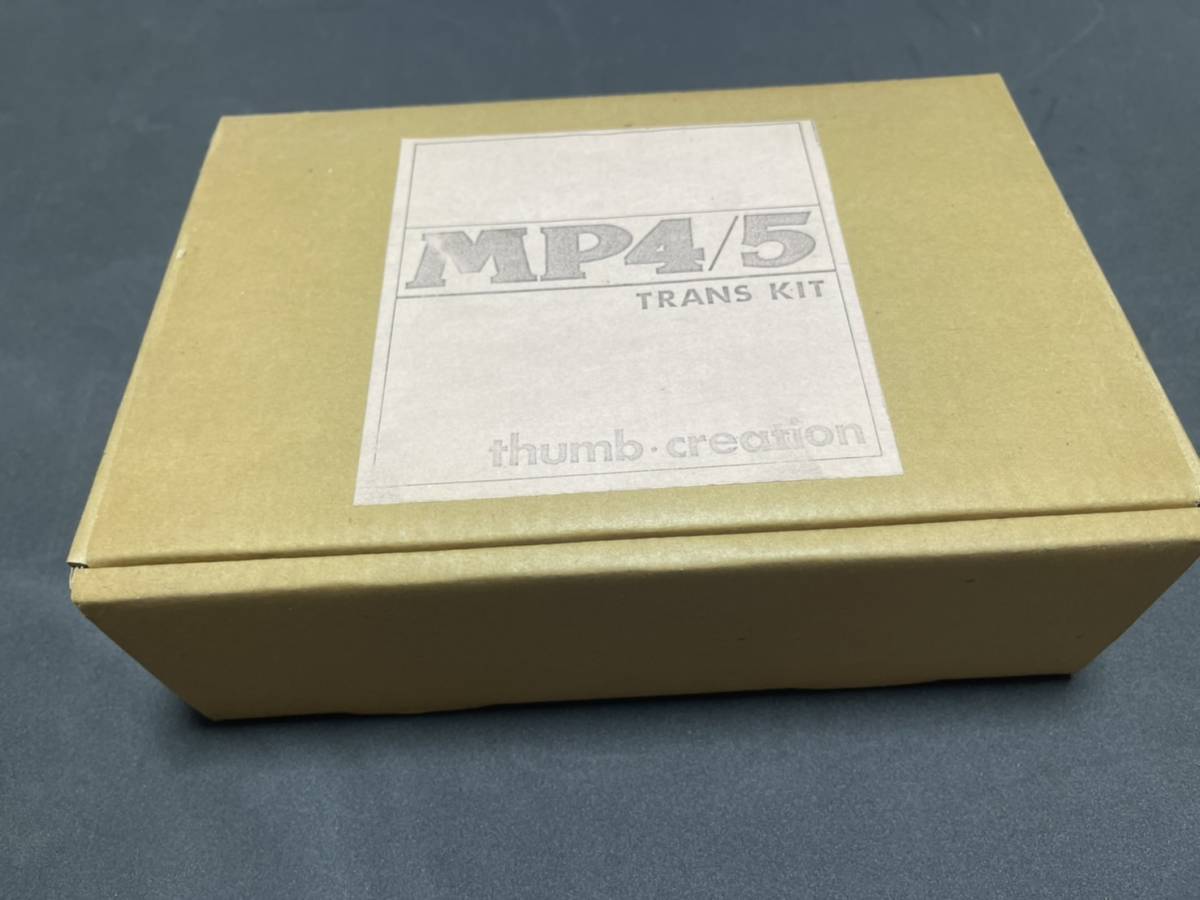 MP4/5
TRANS KIT
thumb·creation